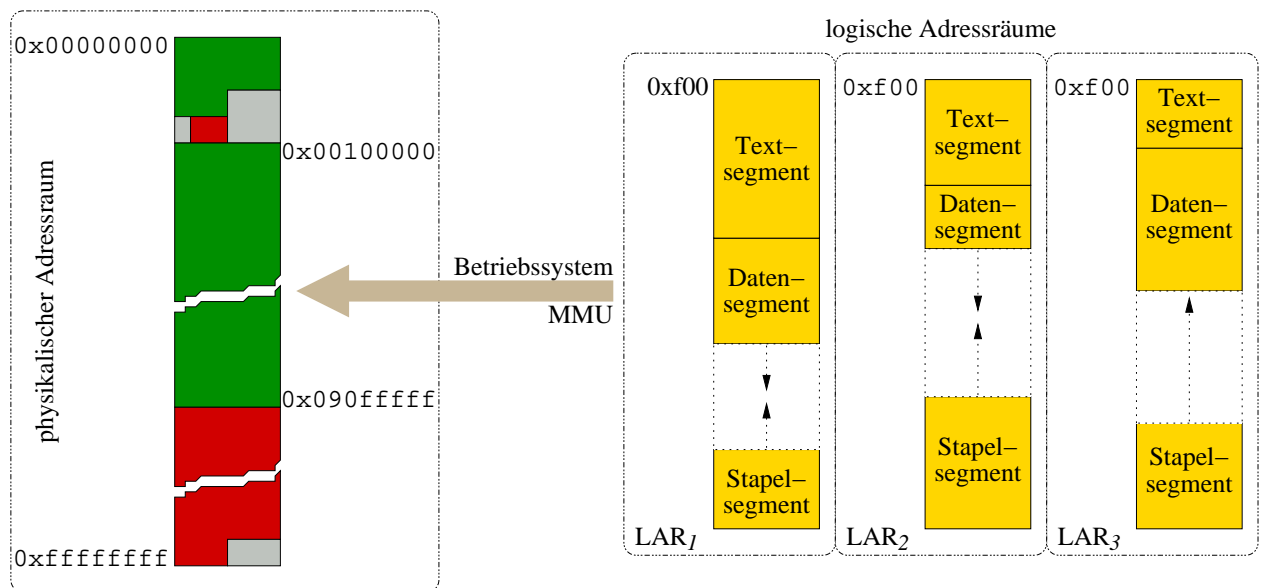 physikalischer Adressraum
0x00000000
0x00100000
0x090fffff
0xffffffff
Betriebssystem
MMU
logische Adressräume
0xf00
Text–
segment
Daten–
segment
Stapel–
segment
LAR1
0xf00
Text–
segment
Daten–
segment
Stapel–
segment
LAR2
0xf00
Text–
segment
Daten–
segment
Stapel–
segment
LAR3